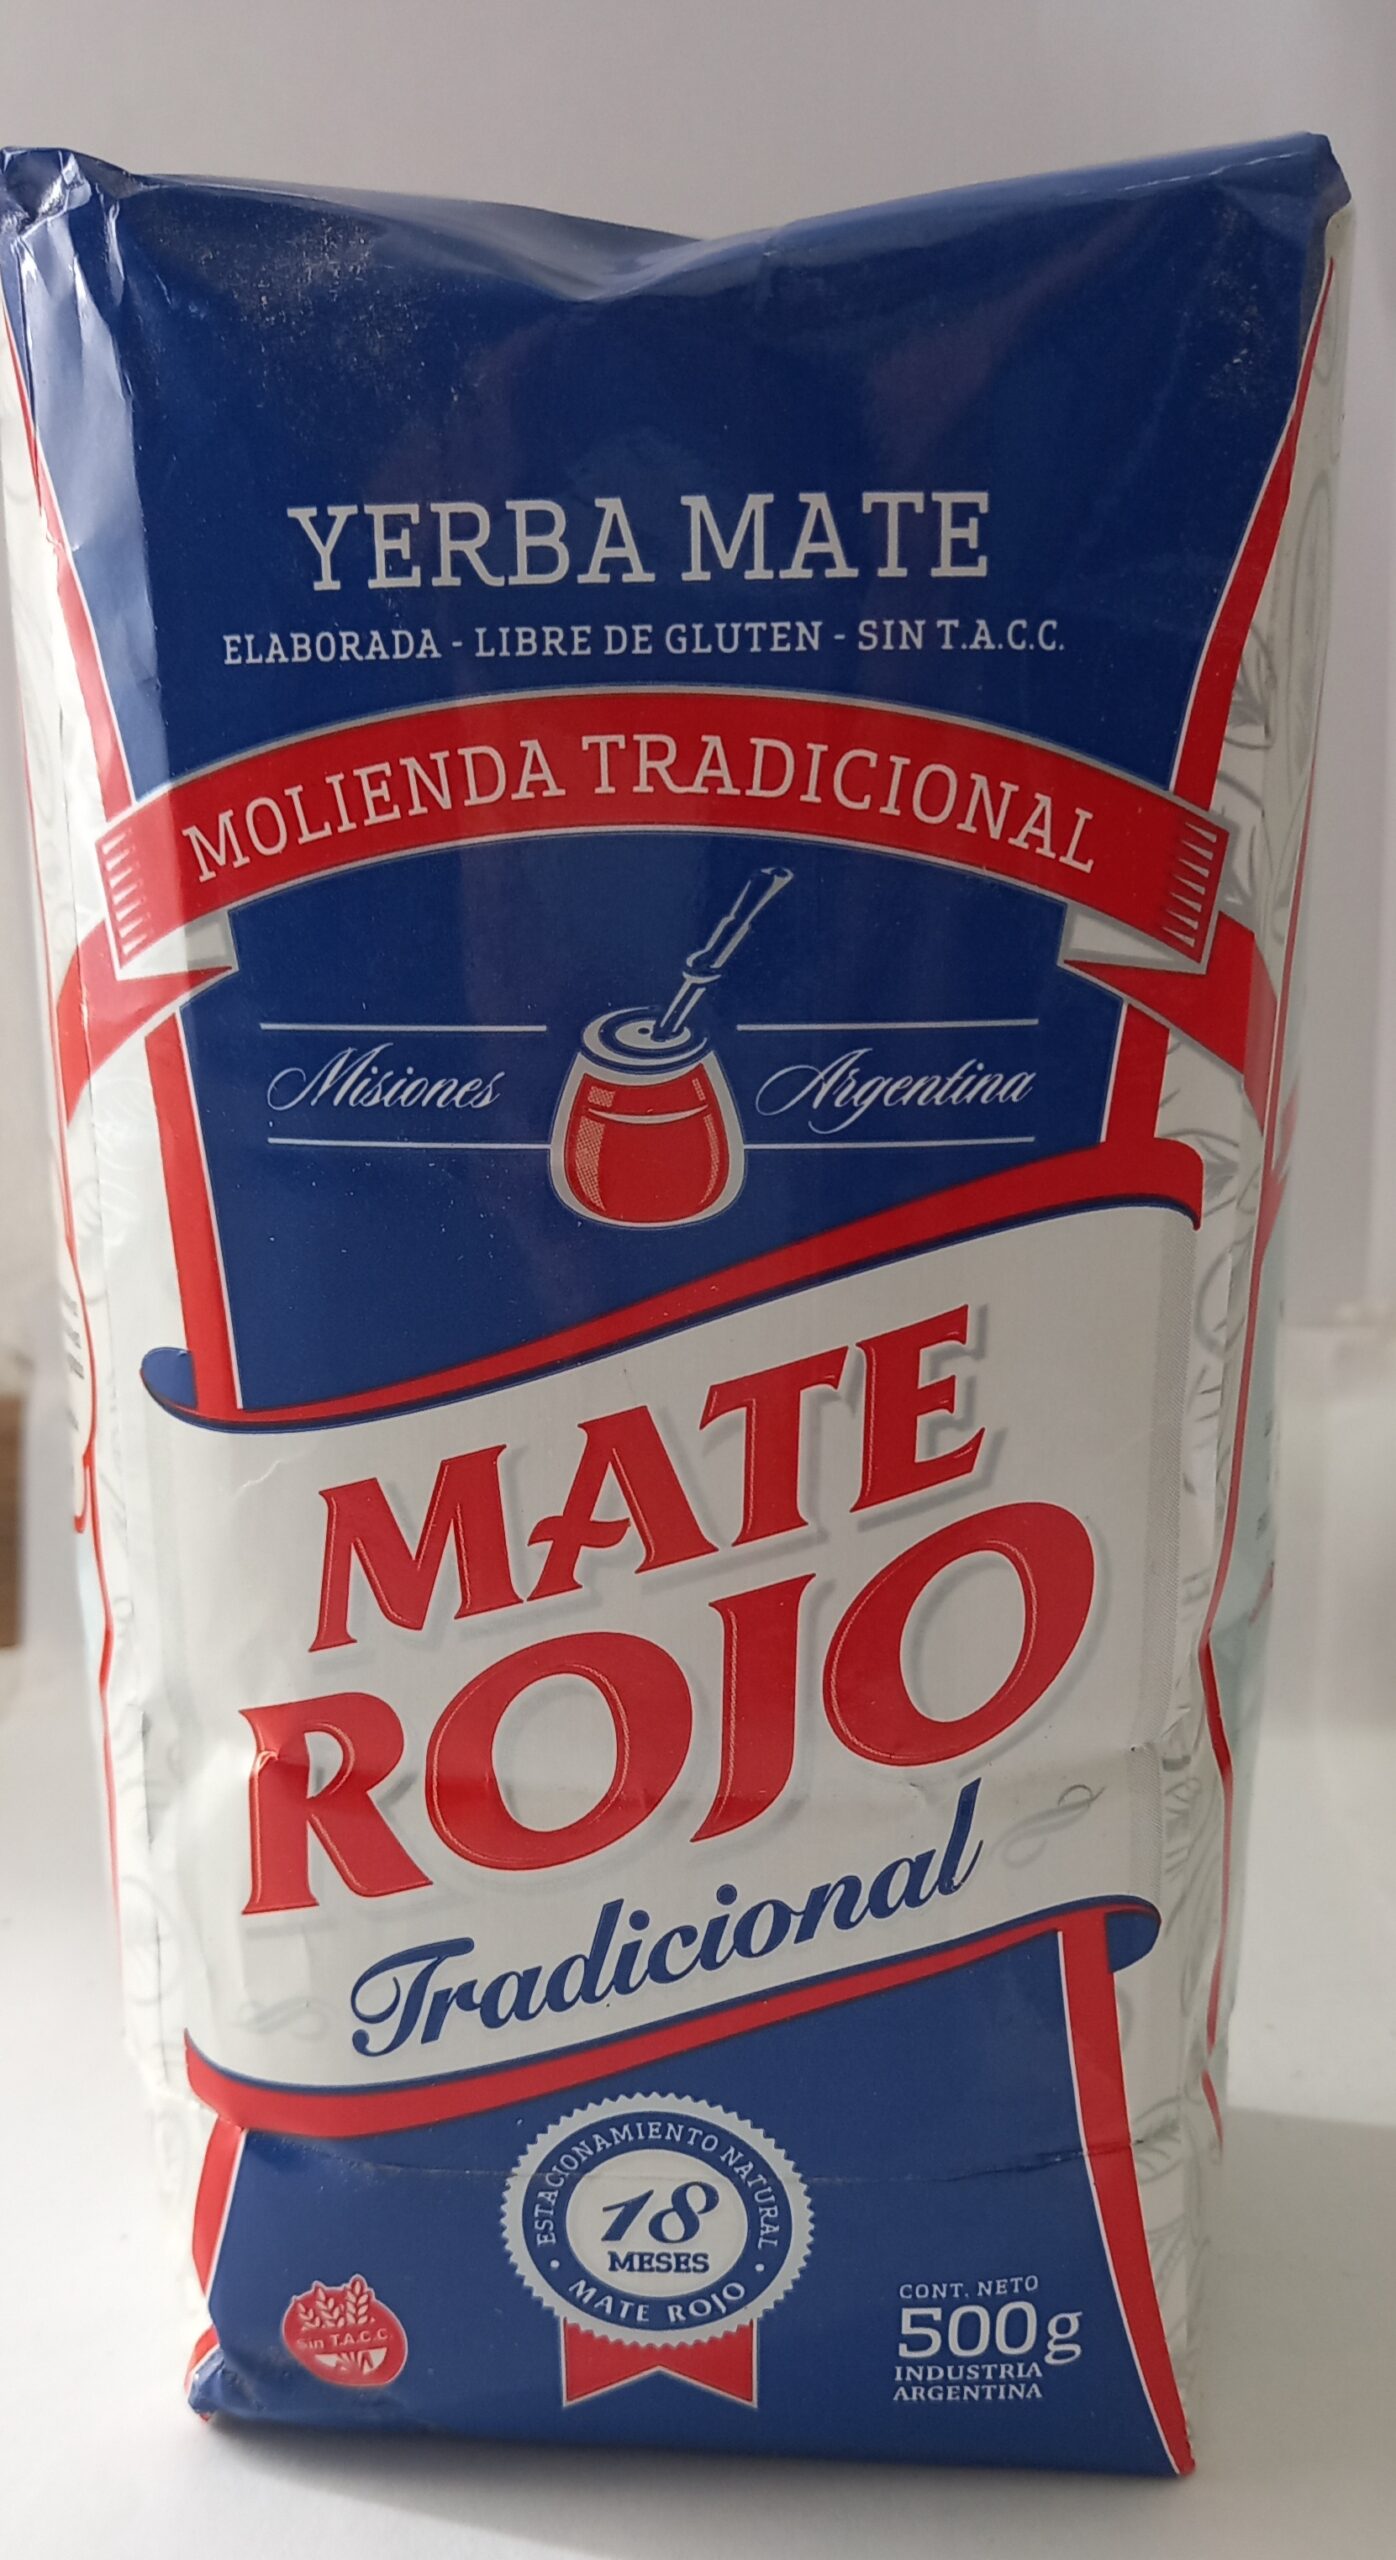 YERBA MATE
ELABORADA - LIBRE DE GLUTEN - SIN T.A.C.C.
MOLIENDA TRADICIONAL
Misiones Argentina
MATE
ROJO
Tradicional
ESTACIONAMIENTO NATURAL
18
MESES
MATE ROJO
Sin T.A.C.C.
CONT. NETO
500g
INDUSTRIA
ARGENTINA